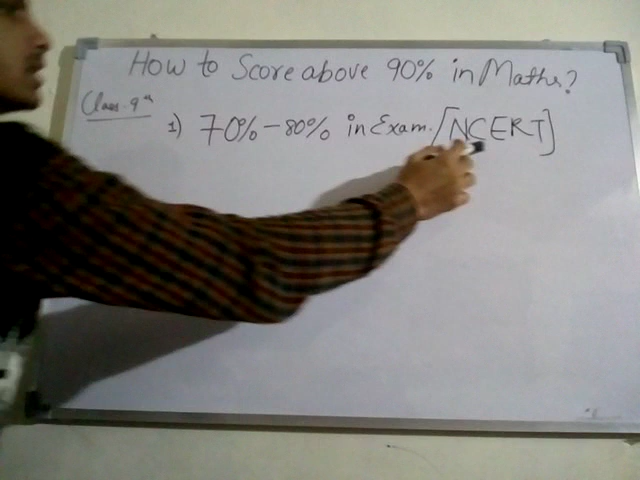 How to Score above 90% in Maths?
Class-9th
1) 70%-80% in Exam. [NCERT]